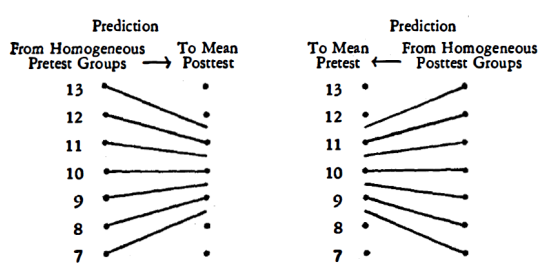 Prediction
From Homogeneous To Mean
Pretest Groups → Posttest
13
12
11
10
9
8
7
Prediction
To Mean From Homogeneous
Pretest ← Posttest Groups
13
12
11
10
9
8
7